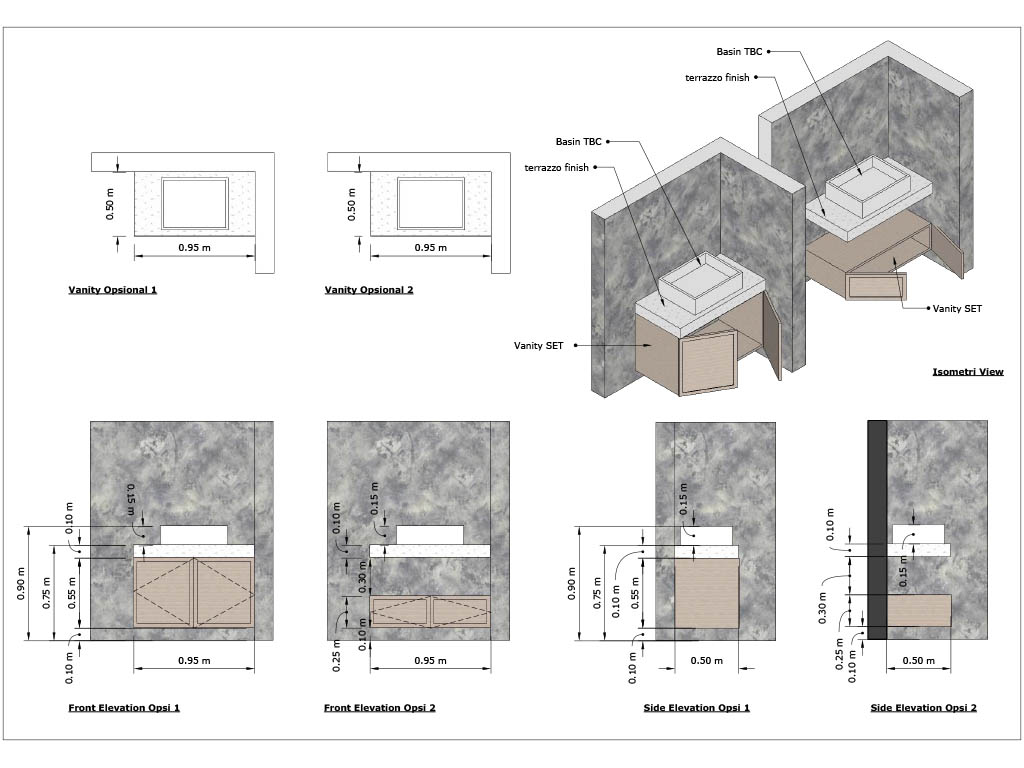 Basin TBC
terrazzo finish
Basin TBC
terrazzo finish
Vanity SET
Vanity SET
Isometri View
0.50 m
0.95 m
Vanity Opsional 1
0.50 m
0.95 m
Vanity Opsional 2
0.90 m
0.75 m
0.10 m
0.15 m
0.55 m
0.10 m
0.95 m
Front Elevation Opsi 1
0.10 m
0.15 m
0.30 m
0.25 m
0.10 m
0.95 m
Front Elevation Opsi 2
0.90 m
0.75 m
0.10 m
0.15 m
0.55 m
0.10 m
0.50 m
Side Elevation Opsi 1
0.10 m
0.15 m
0.30 m
0.25 m
0.10 m
0.50 m
Side Elevation Opsi 2